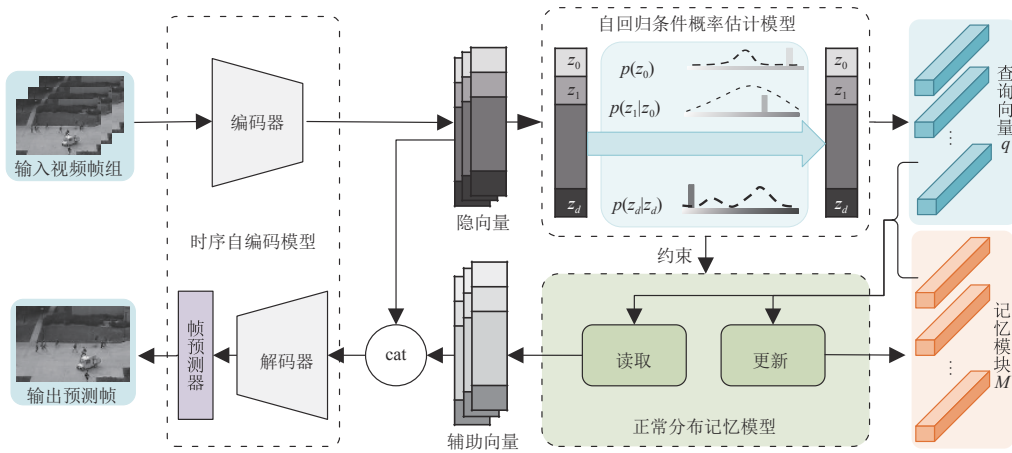 自回归条件概率估计模型
z0
z1
zd
p(z0)
p(z1|z0)
p(zd|zd)
z0
z1
zd
查询向量 q
...
编码器
输入视频帧组
隐向量
时序自编码模型
约束
帧预测器
解码器
cat
读取
更新
记忆模块 M
...
输出预测帧
辅助向量
正常分布记忆模型